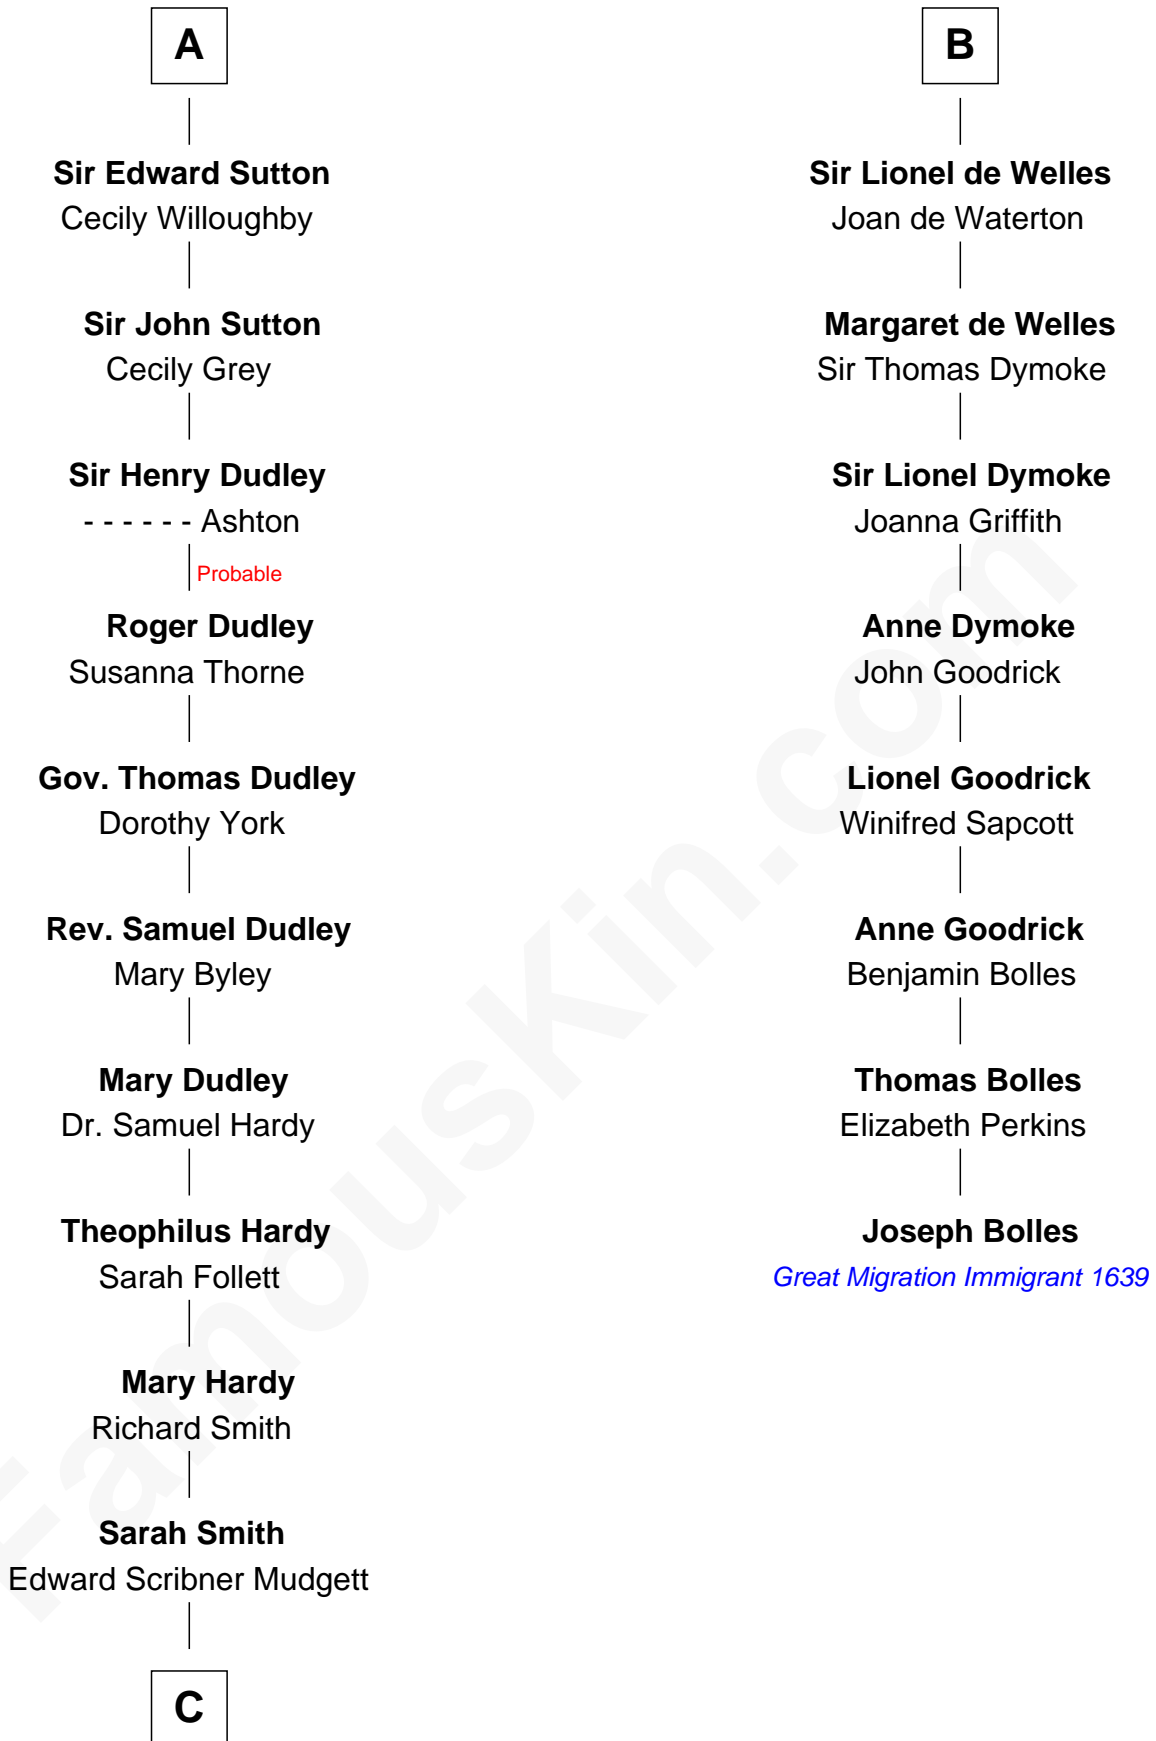 A
Sir Edward Sutton
Cecily Willoughby
Sir John Sutton
Cecily Grey
Sir Henry Dudley
- - - - - - Ashton
Probable
Roger Dudley
Susanna Thorne
Gov. Thomas Dudley
Dorothy York
Rev. Samuel Dudley
Mary Byley
Mary Dudley
Dr. Samuel Hardy
Theophilus Hardy
Sarah Follett
Mary Hardy
Richard Smith
Sarah Smith
Edward Scribner Mudgett
C
B
Sir Lionel de Welles
Joan de Waterton
Margaret de Welles
Sir Thomas Dymoke
Sir Lionel Dymoke
Joanna Griffith
Anne Dymoke
John Goodrick
Lionel Goodrick
Winifred Sapcott
Anne Goodrick
Benjamin Bolles
Thomas Bolles
Elizabeth Perkins
Joseph Bolles
Great Migration Immigrant 1639
FamousKin.com